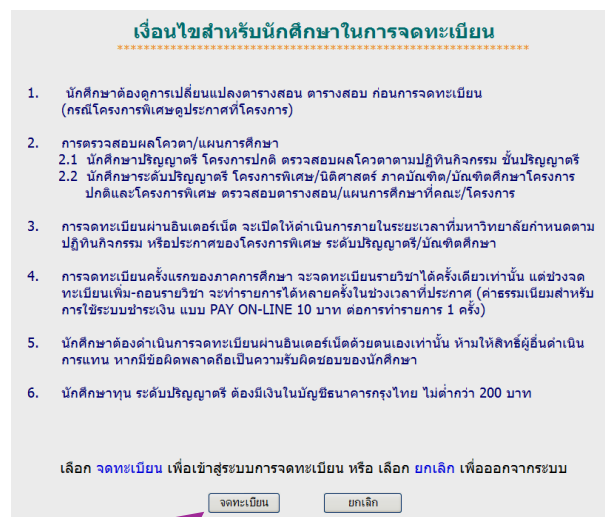 เงื่อนไขสำหรับนักศึกษาในการจดทะเบียน
1. นักศึกษาต้องดูการเปลี่ยนแปลงตารางสอน ตารางสอบ ก่อนการจดทะเบียน
(กรณีโครงการพิเศษดูประกาศที่โครงการ)
2. การตรวจสอบผลโควตา/แผนการศึกษา
2.1 นักศึกษาปริญญาตรี โครงการปกติ ตรวจสอบผลโควตาตามปฏิทินกิจกรรม ชั้นปริญญาตรี
2.2 นักศึกษาระดับปริญญาตรี โครงการพิเศษ/นิติศาสตร์ ภาคบัณฑิต/บัณฑิตศึกษาโครงการ
ปกติและโครงการพิเศษ ตรวจสอบตารางสอน/แผนการศึกษาที่คณะ/โครงการ
3. การจดทะเบียนผ่านอินเตอร์เน็ต จะเปิดให้ดำเนินการภายในระยะเวลาที่มหาวิทยาลัยกำหนดตาม
ปฏิทินกิจกรรม หรือประกาศของโครงการพิเศษ ระดับปริญญาตรี/บัณฑิตศึกษา
4. การจดทะเบียนครั้งแรกของภาคการศึกษา จะจดทะเบียนรายวิชาได้ครั้งเดียวเท่านั้น แต่ช่วงจด
ทะเบียนเพิ่ม-ถอนรายวิชา จะทำรายการได้หลายครั้งในช่วงเวลาที่ประกาศ (ค่าธรรมเนียมสำหรับ
การใช้ระบบชำระเงิน แบบ PAY ON-LINE 10 บาท ต่อการทำรายการ 1 ครั้ง)
5. นักศึกษาต้องดำเนินการจดทะเบียนผ่านอินเตอร์เน็ตด้วยตนเองเท่านั้น ห้ามให้สิทธิ์ผู้อื่นดำเนิน
การแทน หากมีข้อผิดพลาดถือเป็นความรับผิดชอบของนักศึกษา
6. นักศึกษาทุน ระดับปริญญาตรี ต้องมีเงินในบัญชีธนาคารกรุงไทย ไม่ต่ำกว่า 200 บาท
เลือก จดทะเบียน เพื่อเข้าสู่ระบบการจดทะเบียน หรือ เลือก ยกเลิก เพื่อออกจากระบบ
จดทะเบียน ยกเลิก